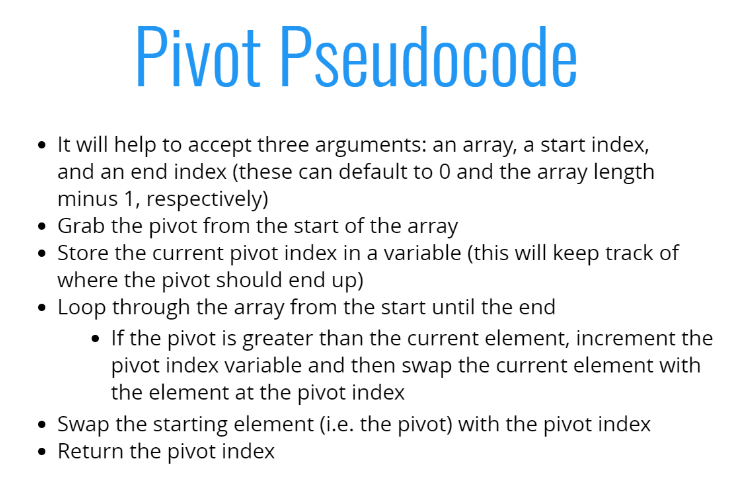 Pivot Pseudocode
• It will help to accept three arguments: an array, a start index,
and an end index (these can default to 0 and the array length
minus 1, respectively)
• Grab the pivot from the start of the array
• Store the current pivot index in a variable (this will keep track of
where the pivot should end up)
• Loop through the array from the start until the end
• If the pivot is greater than the current element, increment the
pivot index variable and then swap the current element with
the element at the pivot index
• Swap the starting element (i.e. the pivot) with the pivot index
• Return the pivot index